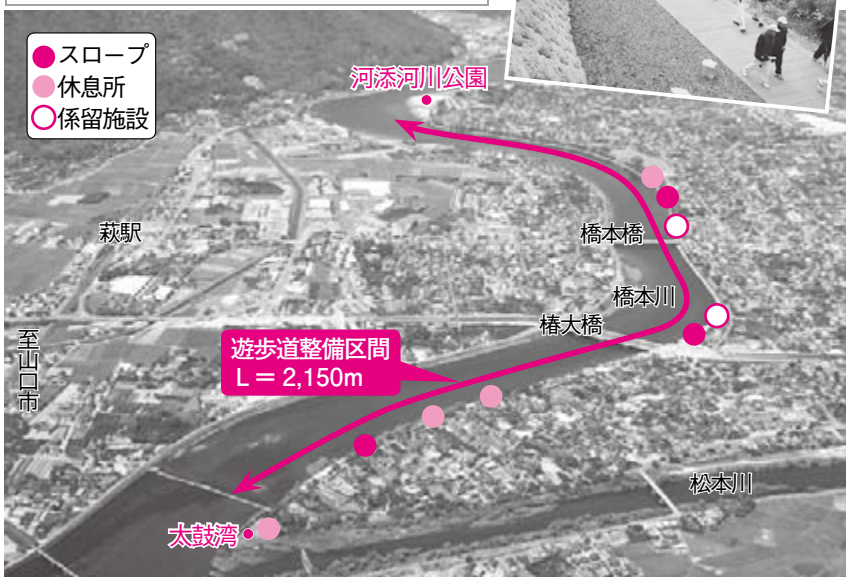 スロープ
休息所
係留施設
河添河川公園
萩駅
橋本橋
橋本川
椿大橋
至山口市
遊歩道整備区間
L＝2,150m
松本川
太鼓湾